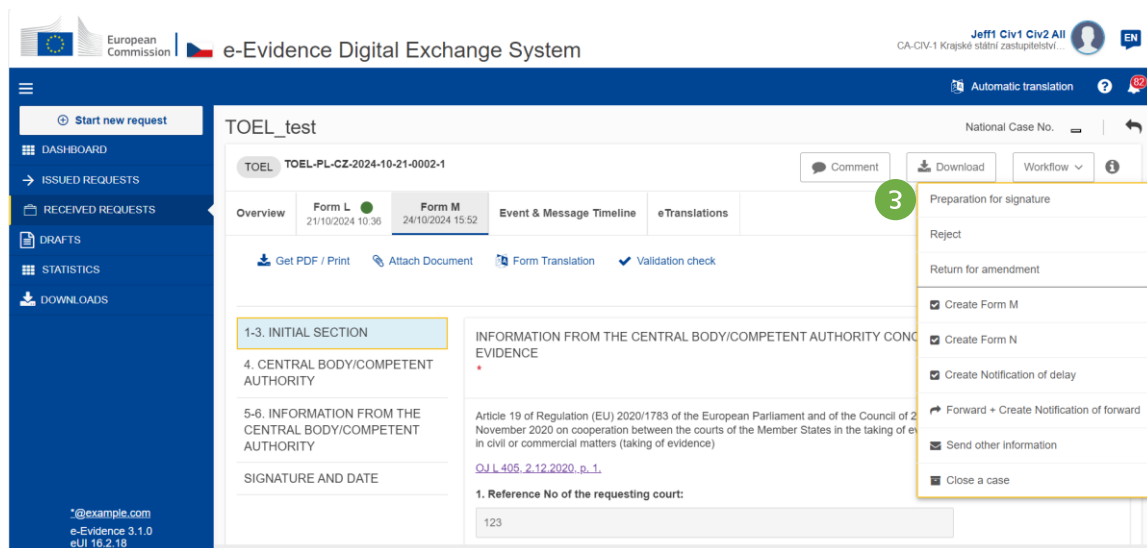 European
Commission
e-Evidence Digital Exchange System
Jeff1 Civ1 Civ2 All
CA-CIV-1 Krajské státní zastupitelství...
EN
Automatic translation
?
82
Start new request
DASHBOARD
ISSUED REQUESTS
RECEIVED REQUESTS
DRAFTS
STATISTICS
DOWNLOADS
*@example.com
e-Evidence 3.1.0
eUI 16.2.18
TOEL_test
National Case No.
TOEL TOEL-PL-CZ-2024-10-21-0002-1
Comment
Download
Workflow
Overview
Form L
21/10/2024 10:36
Form M
24/10/2024 15:52
Event & Message Timeline
eTranslations
Get PDF / Print
Attach Document
Form Translation
Validation check
3
Preparation for signature
Reject
Return for amendment
Create Form M
Create Form N
Create Notification of delay
Forward + Create Notification of forward
Send other information
Close a case
1-3. INITIAL SECTION
4. CENTRAL BODY/COMPETENT
AUTHORITY
5-6. INFORMATION FROM THE
CENTRAL BODY/COMPETENT
AUTHORITY
SIGNATURE AND DATE
INFORMATION FROM THE CENTRAL BODY/COMPETENT AUTHORITY CONC
EVIDENCE
*
Article 19 of Regulation (EU) 2020/1783 of the European Parliament and of the Council of 2
November 2020 on cooperation between the courts of the Member States in the taking of ev
in civil or commercial matters (taking of evidence)
OJ L 405, 2.12.2020, p. 1.
1. Reference No of the requesting court:
123